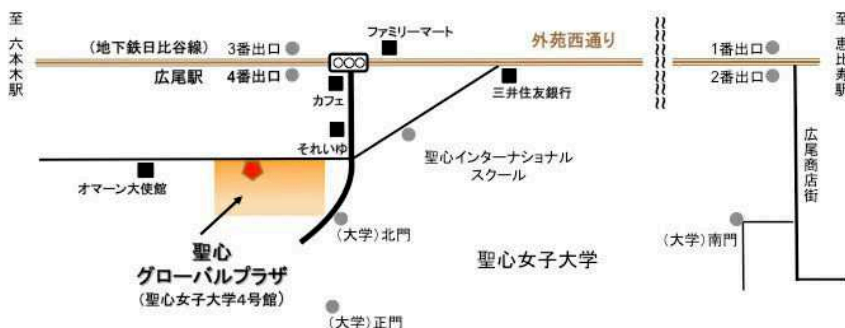 至 六本木駅
(地下鉄日比谷線) 3番出口
広尾駅 4番出口
ファミリーマート
外苑西通り
1番出口
2番出口
至 恵比寿駅
カフェ
三井住友銀行
それいゆ
聖心インターナショナル
スクール
広尾商店街
オマーン大使館
(大学)北門
(大学)南門
聖心
グローバルプラザ
(聖心女子大学4号館)
聖心女子大学
(大学)正門